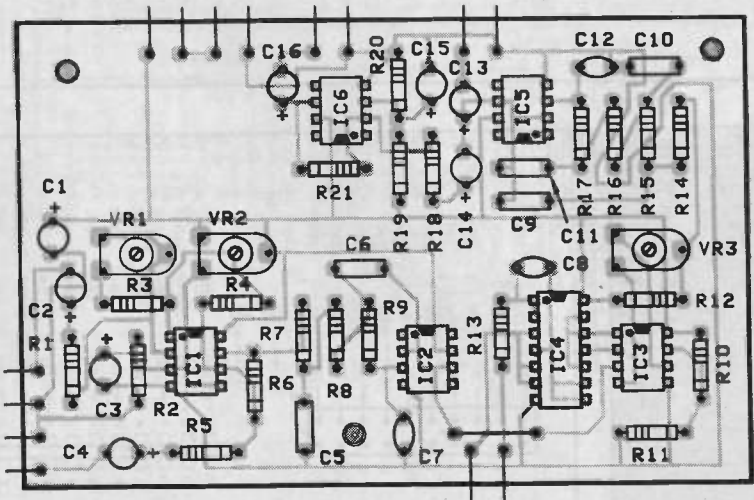 C16
R20
C15
C13
C12
C10
IC6
IC5
R21
R19
R18
C14
C9
C11
R17
R16
R15
R14
C1
VR1
VR2
VR3
C2
R3
R4
C6
C8
R12
R1
C3
R2
IC1
R7
R6
R8
R9
IC2
R13
IC4
IC3
R10
C4
R5
C5
C7
R11
+
+
+
+
+
+
+
+